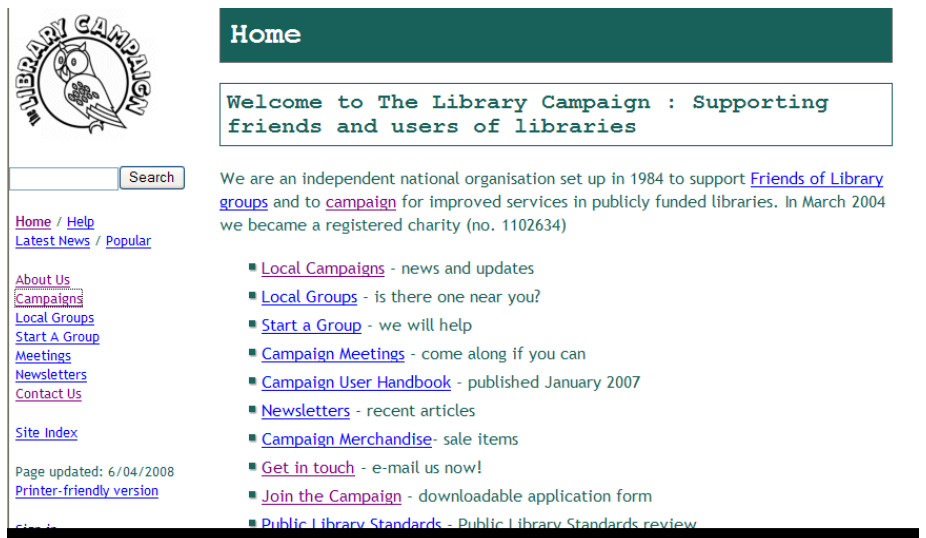 THE LIBRARY CAMPAIGN
Search
Home / Help
Latest News / Popular
About Us
Campaigns
Local Groups
Start A Group
Meetings
Newsletters
Contact Us
Site Index
Page updated: 6/04/2008
Printer-friendly version
Sign in
Home
Welcome to The Library Campaign : Supporting
friends and users of libraries
We are an independent national organisation set up in 1984 to support Friends of Library
groups and to campaign for improved services in publicly funded libraries. In March 2004
we became a registered charity (no. 1102634)
Local Campaigns - news and updates
Local Groups - is there one near you?
Start a Group - we will help
Campaign Meetings - come along if you can
Campaign User Handbook - published January 2007
Newsletters - recent articles
Campaign Merchandise- sale items
Get in touch - e-mail us now!
Join the Campaign - downloadable application form
Public Library Standards - Public Library Standards review